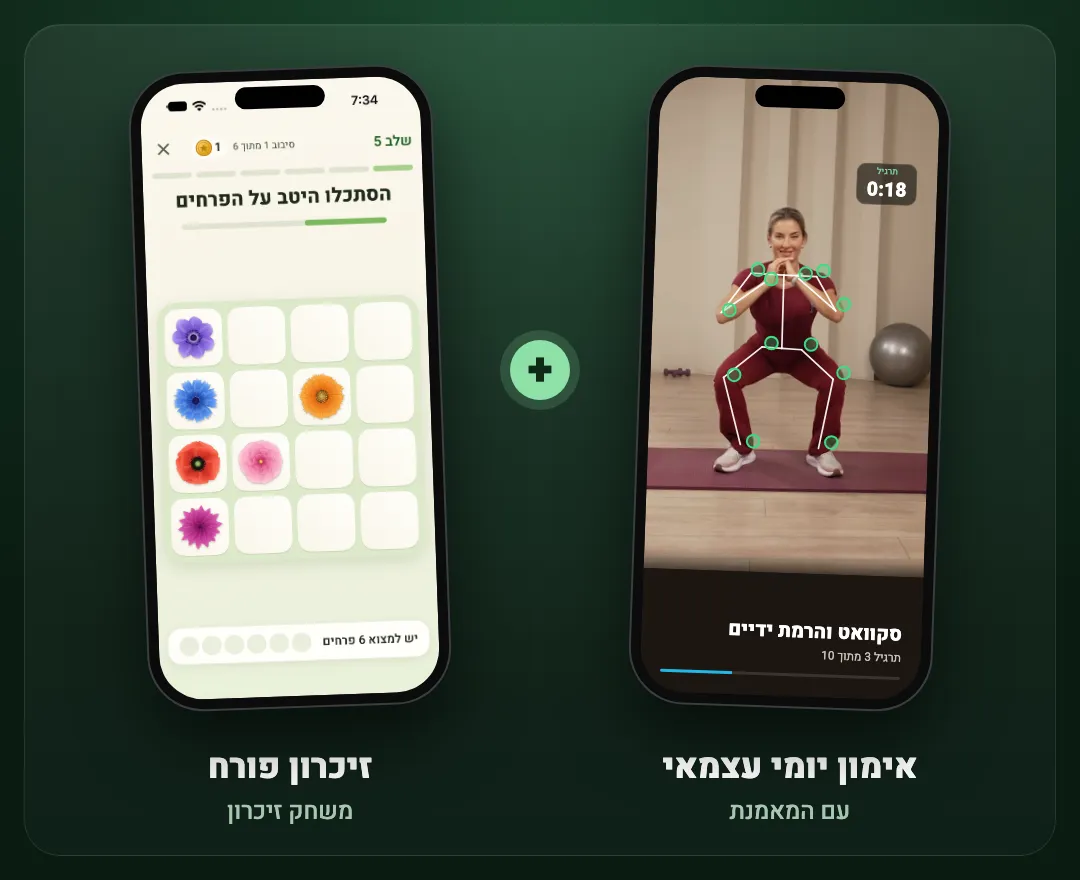 7:34
שלב 5
סיבוב 1 מתוך 6
1
הסתכלו היטב על הפרחים
יש למצוא 6 פרחים
תרגיל
0:18
סקוואט והרמת ידיים
תרגיל 3 מתוך 10
אימון יומי עצמאי
עם המאמנת
זיכרון פורח
משחק זיכרון